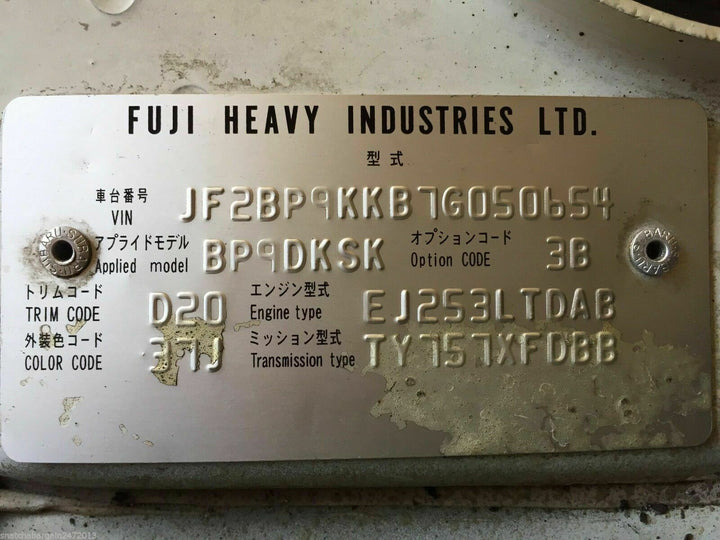 FUJI HEAVY INDUSTRIES LTD.
型式
車台番号
VIN JF2BP9KKB7G050654
アプライドモデル オプションコード
Applied model BP9DKSK Option CODE 3B
トリムコード エンジン型式
TRIM CODE D20 Engine type EJ253LTDAB
外装色コード ミッション型式
COLOR CODE 37J Transmission type TY757XFDBB
snatchabargain2472013